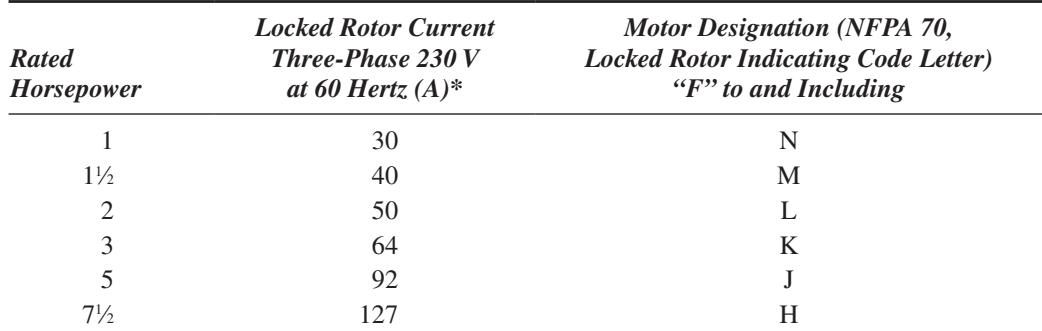 Rated Horsepower | Locked Rotor Current Three-Phase 230 V at 60 Hertz (A)* | Motor Designation (NFPA 70, Locked Rotor Indicating Code Letter) “F” to and Including
1 | 30 | N
1½ | 40 | M
2 | 50 | L
3 | 64 | K
5 | 92 | J
7½ | 127 | H